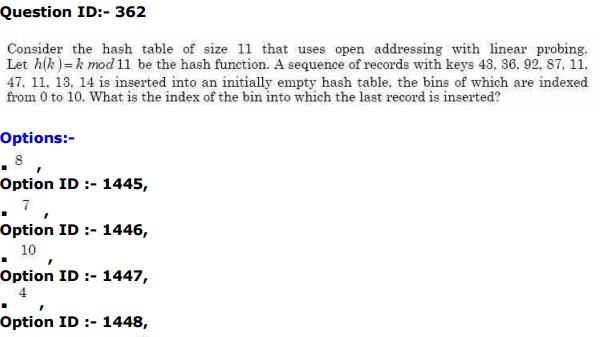 Question ID:- 362
Consider the hash table of size 11 that uses open addressing with linear probing.
Let h(k)=k mod 11 be the hash function. A sequence of records with keys 43, 36, 92, 87, 11,
47, 11, 13, 14 is inserted into an initially empty hash table, the bins of which are indexed
from 0 to 10. What is the index of the bin into which the last record is inserted?
Options:-
▪ 8 ,
Option ID :- 1445,
▪ 7 ,
Option ID :- 1446,
▪ 10 ,
Option ID :- 1447,
▪ 4 ,
Option ID :- 1448,